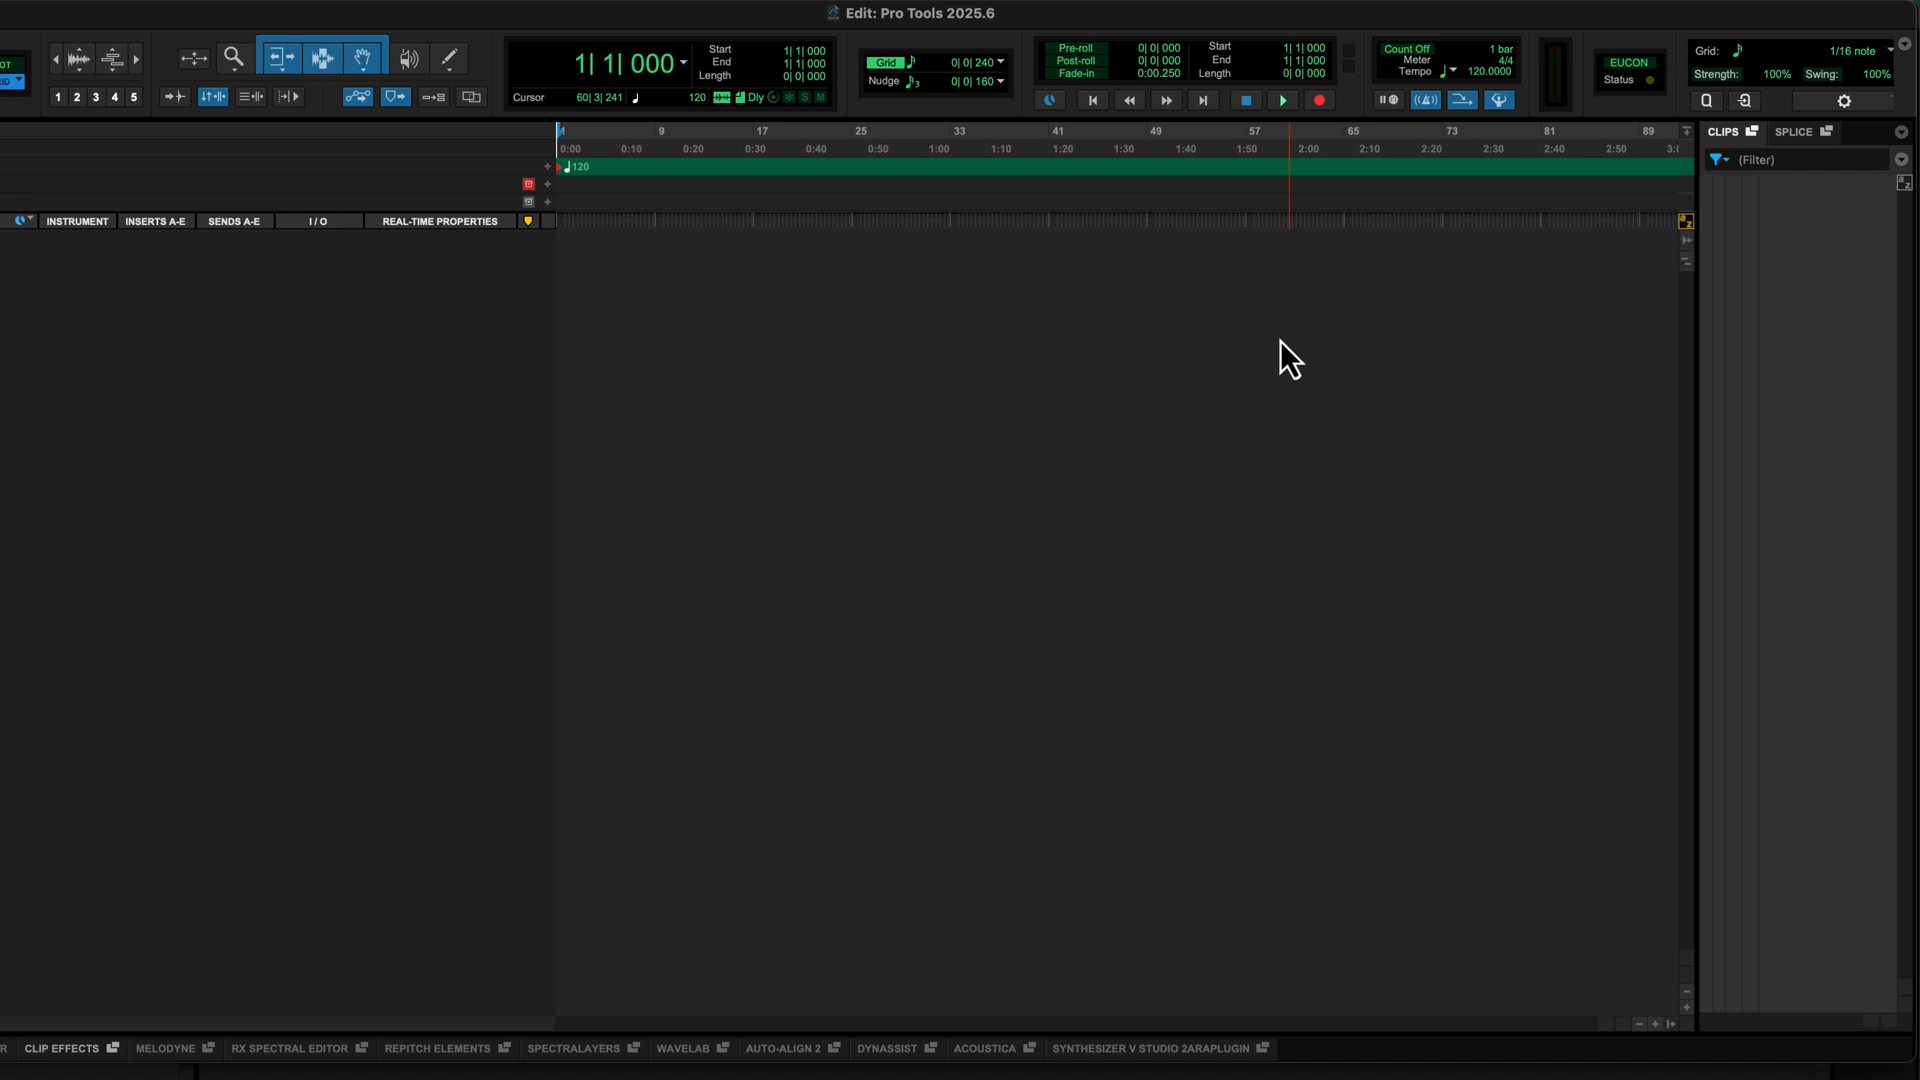 Edit: Pro Tools 2025.6
OT
RID
1 2 3 4 5
1| 1| 000
Start 1| 1| 000
End 1| 1| 000
Length 0| 0| 000
Cursor 60| 3| 241 120 Dly S M
Grid 0| 0| 240
Nudge 3 0| 0| 160
Pre-roll 0| 0| 000
Post-roll 0| 0| 000
Fade-in 0:00.250
Start 1| 1| 000
End 1| 1| 000
Length 0| 0| 000
Count Off 1 bar
Meter 4/4
Tempo 120.0000
EUCON
Status
Grid: 1/16 note
Strength: 100% Swing: 100%
1 9 17 25 33 41 49 57 65 73 81 89
0:00 0:10 0:20 0:30 0:40 0:50 1:00 1:10 1:20 1:30 1:40 1:50 2:00 2:10 2:20 2:30 2:40 2:50 3:(
120
INSTRUMENT INSERTS A-E SENDS A-E I / O REAL-TIME PROPERTIES
CLIPS SPLICE
(Filter)
a z
a z
R CLIP EFFECTS MELODYNE RX SPECTRAL EDITOR REPITCH ELEMENTS SPECTRALAYERS WAVELAB AUTO-ALIGN 2 DYNASSIST ACOUSTICA SYNTHESIZER V STUDIO 2ARAPLUGIN